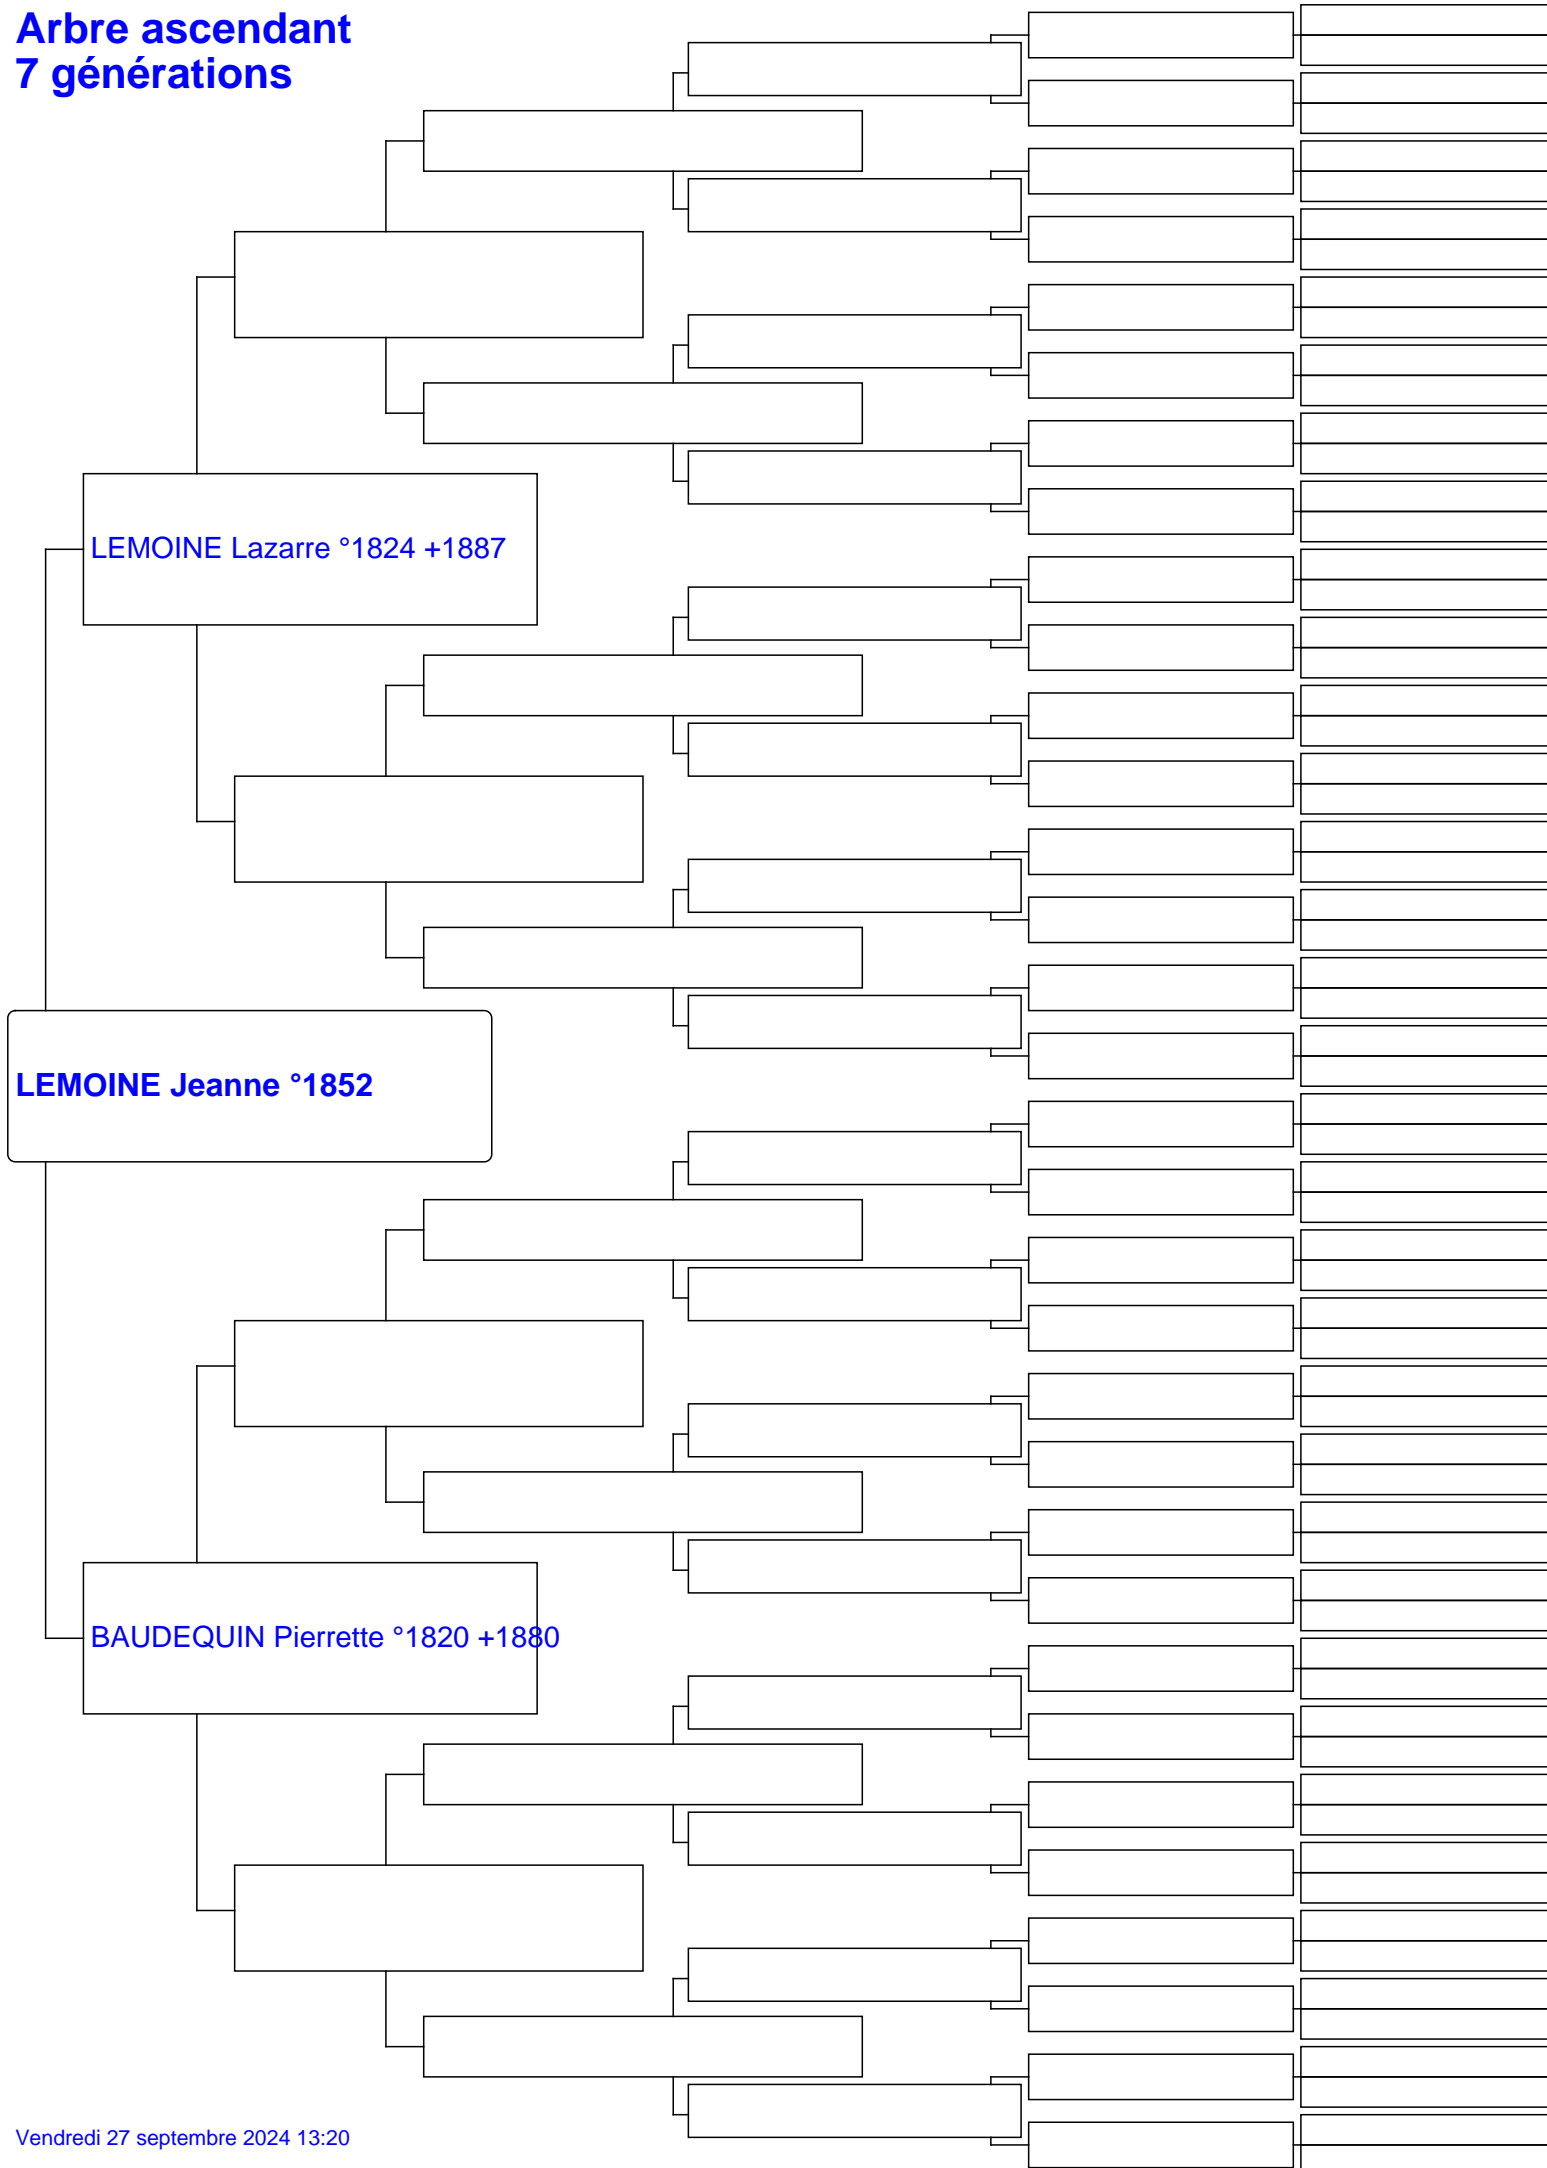 Arbre ascendant
7 générations
LEMOINE Lazarre °1824 +1887
LEMOINE Jeanne °1852
BAUDEQUIN Pierrette °1820 +1880
Vendredi 27 septembre 2024 13:20